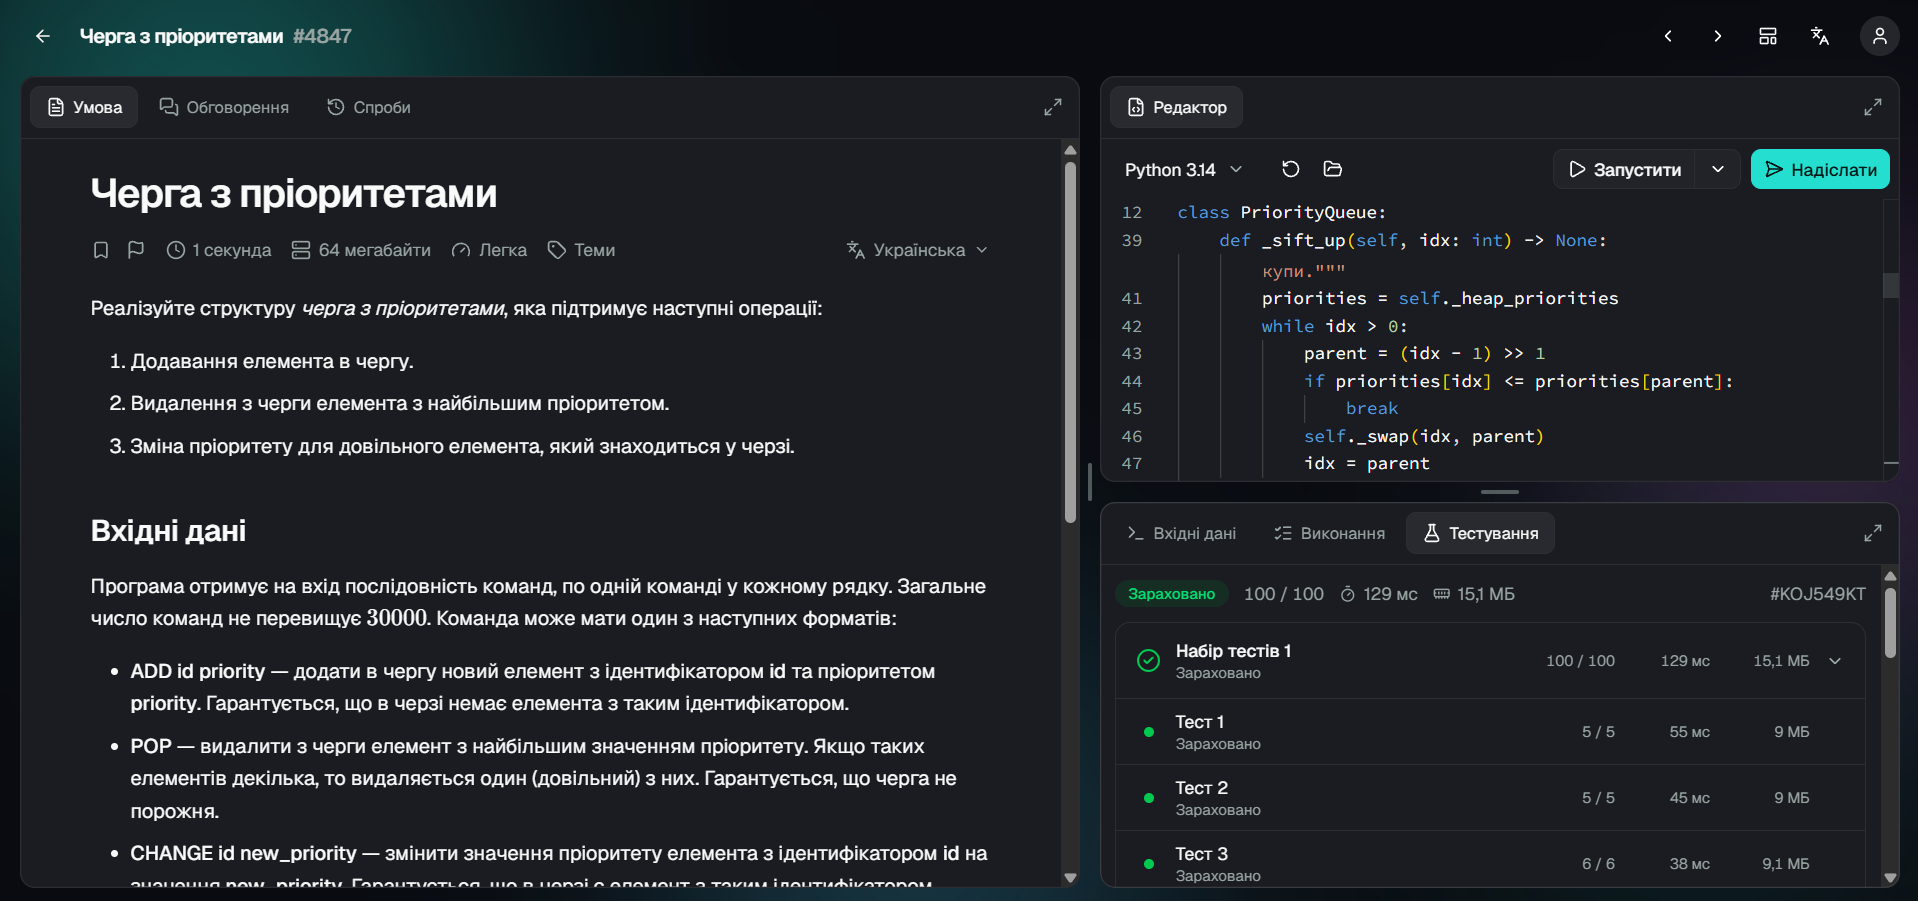 Черга з пріоритетами #4847
Умова
Обговорення
Спроби
Черга з пріоритетами
1 секунда
64 мегабайти
Легка
Теми
Українська
Реалізуйте структуру черга з пріоритетами, яка підтримує наступні операції:
1. Додавання елемента в чергу.
2. Видалення з черги елемента з найбільшим пріоритетом.
3. Зміна пріоритету для довільного елемента, який знаходиться у черзі.
Вхідні дані
Програма отримує на вхід послідовність команд, по одній команді у кожному рядку. Загальне
число команд не перевищує 30000. Команда може мати один з наступних форматів:
• ADD id priority — додати в чергу новий елемент з ідентифікатором id та пріоритетом
priority. Гарантується, що в черзі немає елемента з таким ідентифікатором.
• POP — видалити з черги елемент з найбільшим значенням пріоритету. Якщо таких
елементів декілька, то видаляється один (довільний) з них. Гарантується, що черга не
порожня.
• CHANGE id new_priority — змінити значення пріоритету елемента з ідентифікатором id на
значення new_priority. Гарантується, що в черзі є елемент з таким ідентифікатором.
Редактор
Python 3.14
Запустити
Надіслати
12 class PriorityQueue:
39 def _sift_up(self, idx: int) -> None:
купи."""
41 priorities = self._heap_priorities
42 while idx > 0:
43 parent = (idx - 1) >> 1
44 if priorities[idx] <= priorities[parent]:
45 break
46 self._swap(idx, parent)
47 idx = parent
Вхідні дані
Виконання
Тестування
Зараховано 100 / 100 129 мс 15,1 МБ #KOJ549KT
Набір тестів 1 100 / 100 129 мс 15,1 МБ
Зараховано
Тест 1 5 / 5 55 мс 9 МБ
Зараховано
Тест 2 5 / 5 45 мс 9 МБ
Зараховано
Тест 3 6 / 6 38 мс 9,1 МБ
Зараховано